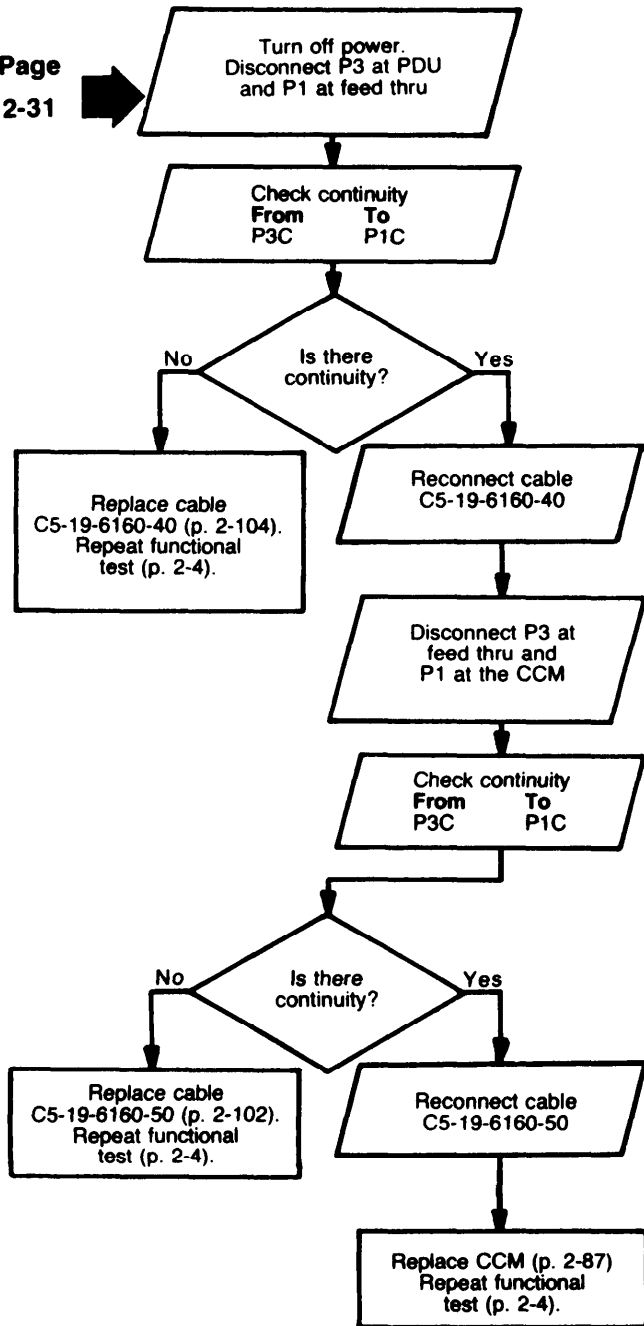 Page
2-31
Turn off power.
Disconnect P3 at PDU
and P1 at feed thru
Check continuity
From To
P3C P1C
No
Is there
continuity?
Yes
Replace cable
C5-19-6160-40 (p. 2-104).
Repeat functional
test (p. 2-4).
Reconnect cable
C5-19-6160-40
Disconnect P3 at
feed thru and
P1 at the CCM
Check continuity
From To
P3C P1C
No
Is there
continuity?
Yes
Replace cable
C5-19-6160-50 (p. 2-102).
Repeat functional
test (p. 2-4).
Reconnect cable
C5-19-6160-50
Replace CCM (p. 2-87)
Repeat functional
test (p. 2-4).